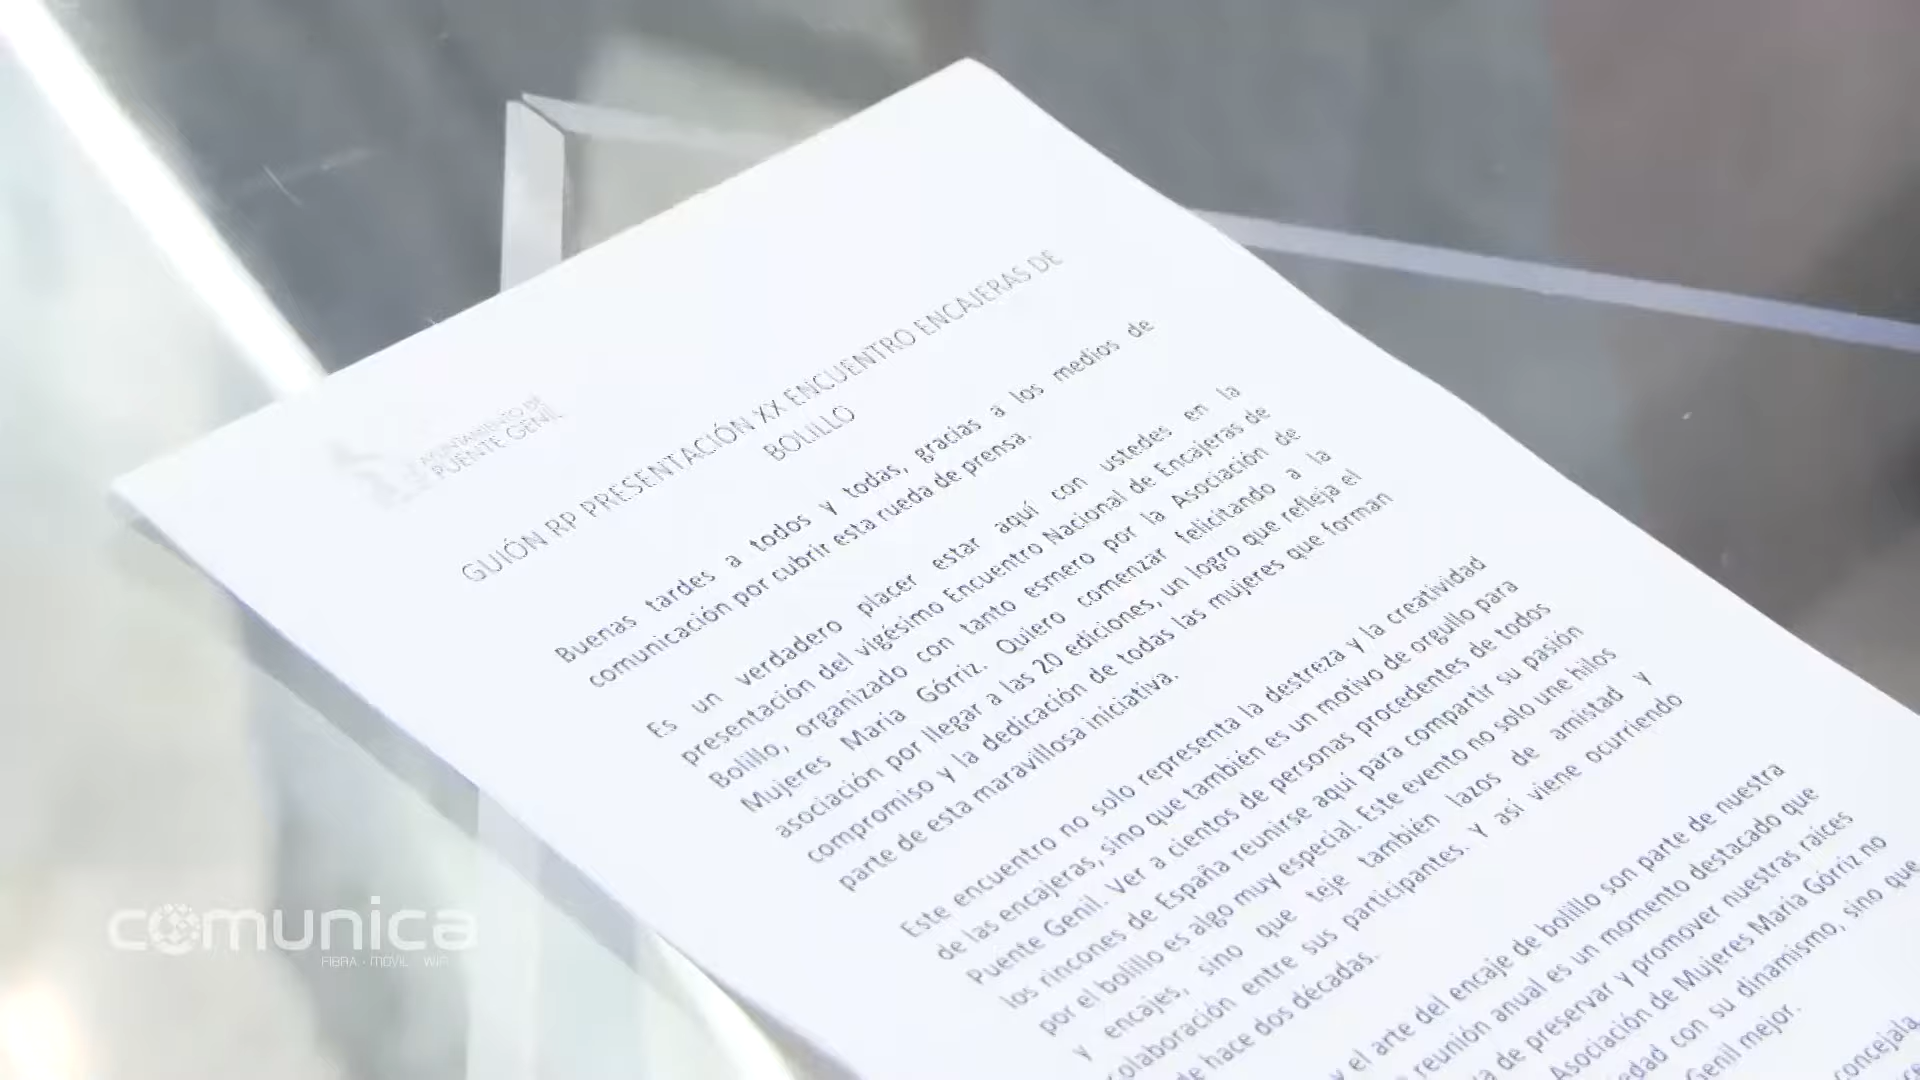 AYUNTAMIENTO DE
PUENTE GENIL
GUIÓN RP PRESENTACIÓN XX ENCUENTRO ENCAJERAS DE
BOLILLO
Buenas tardes a todos y todas, gracias a los medios de
comunicación por cubrir esta rueda de prensa.
Es un verdadero placer estar aquí con ustedes en la
presentación del vigésimo Encuentro Nacional de Encajeras de
Bolillo, organizado con tanto esmero por la Asociación de
Mujeres María Górriz. Quiero comenzar felicitando a la
asociación por llegar a las 20 ediciones, un logro que refleja el
compromiso y la dedicación de todas las mujeres que forman
parte de esta maravillosa iniciativa.
Este encuentro no solo representa la destreza y la creatividad
de las encajeras, sino que también es un motivo de orgullo para
Puente Genil. Ver a cientos de personas procedentes de todos
los rincones de España reunirse aquí para compartir su pasión
por el bolillo es algo muy especial. Este evento no solo une hilos
y encajes, sino que teje también lazos de amistad y
colaboración entre sus participantes. Y así viene ocurriendo
de hace dos décadas.
y el arte del encaje de bolillo son parte de nuestra
reunión anual es un momento destacado que
de preservar y promover nuestras raíces
Asociación de Mujeres María Górriz no
edad con su dinamismo, sino que
Genil mejor.
concejala
comunica
FIBRA · MÓVIL · WIFI